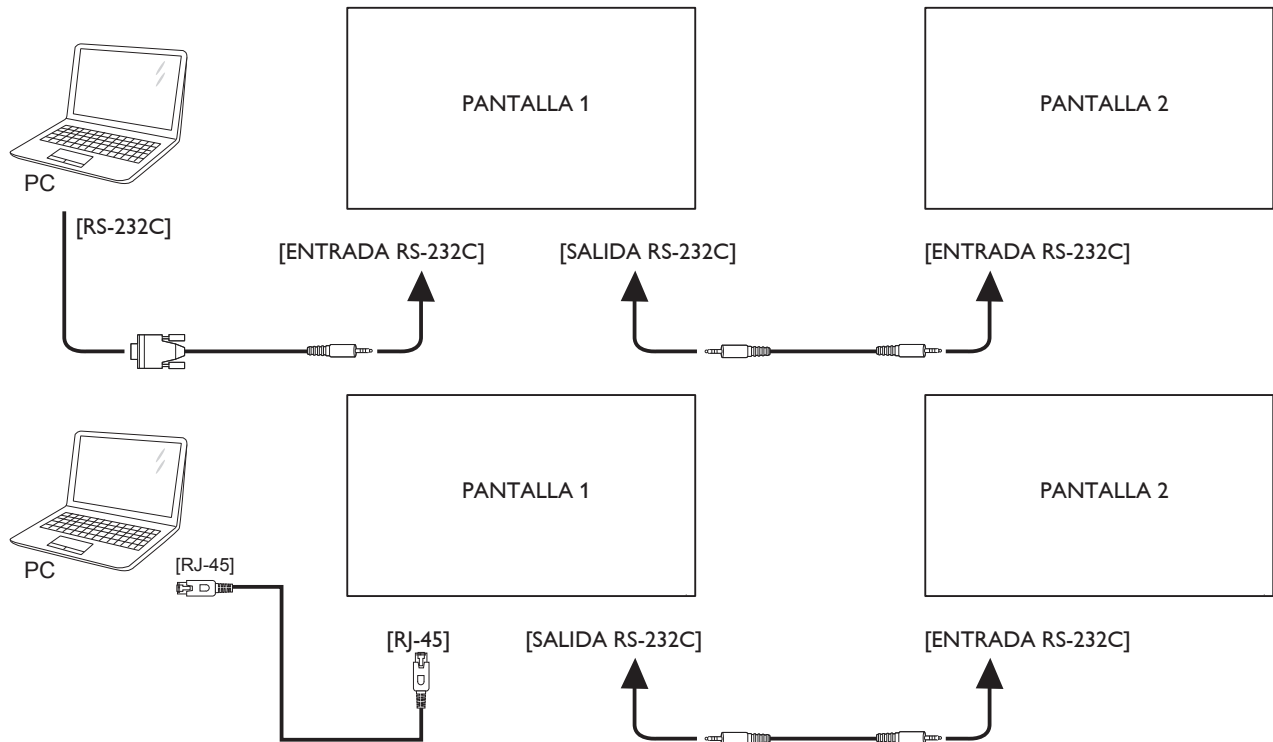 PANTALLA 1
PANTALLA 2
PC
[RS-232C]
[ENTRADA RS-232C]
[SALIDA RS-232C]
[ENTRADA RS-232C]
PANTALLA 1
PANTALLA 2
PC
[RJ-45]
[RJ-45]
[SALIDA RS-232C]
[ENTRADA RS-232C]